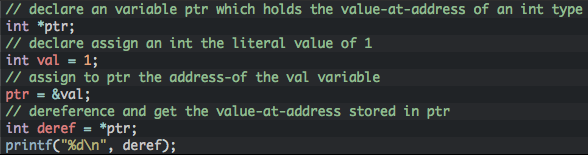 // declare an variable ptr which holds the value-at-address of an int type
int *ptr;
// declare assign an int the literal value of 1
int val = 1;
// assign to ptr the address-of the val variable
ptr = &val;
// dereference and get the value-at-address stored in ptr
int deref = *ptr;
printf("%d\n", deref);